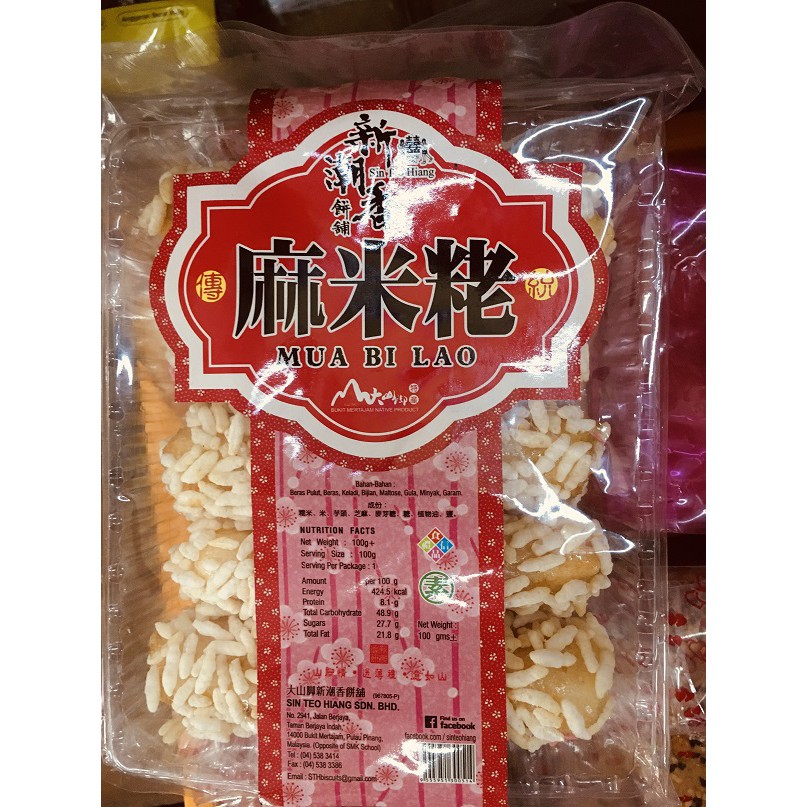 新潮香
Sin Teo Hiang
餅舖
傳統
麻米粩
MUA BI LAO
大山脚
BUKIT MERTAJAM NATIVE PRODUCT
Bahan-Bahan :
Beras Pulut, Beras, Keladi, Bijian, Maltose, Gula, Minyak, Garam.
成份 :
糯米、米、芋頭、芝麻、麥芽糖、糖、植物油、鹽。
NUTRITION FACTS
Net Weight : 100g+
Serving Size : 100g
Serving Per Package : 1
Amount per 100 g
Energy 424.5 kcal
Protein 8.1 g
Total Carbohydrate 48.9 g
Sugars 27.7 g
Total Fat 21.8 g
素
Net Weight :
100 gms±
大山脚新潮香餅舖 (967805-P)
SIN TEO HIANG SDN. BHD.
No. 2941, Jalan Berjaya,
Taman Berjaya Indah,
14000 Bukit Mertajam, Pulau Pinang,
Malaysia. (Opposite of SMK School)
Tel : (04) 538 3414
Fax : (04) 538 3386
Email : STHbiscuits@gmail.com
Find us on
facebook
facebook.com / sinteohiang